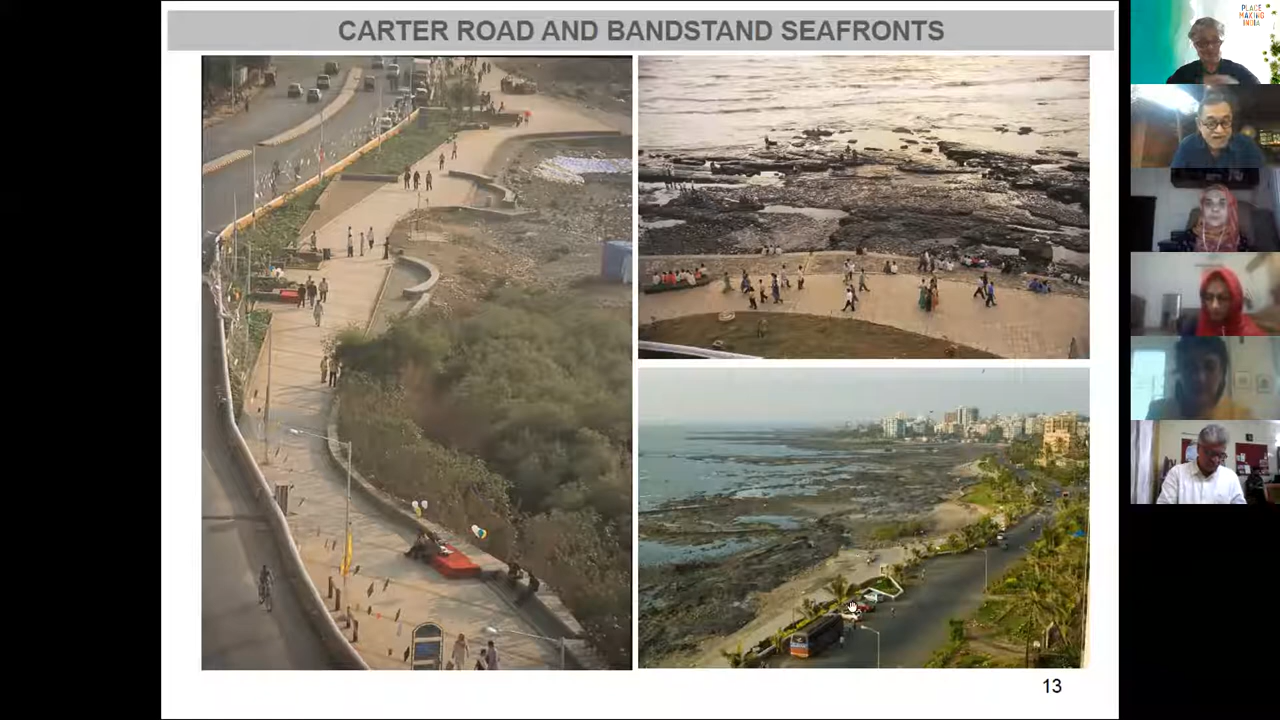 CARTER ROAD AND BANDSTAND SEAFRONTS
PLACE
MAKING
INDIA
13